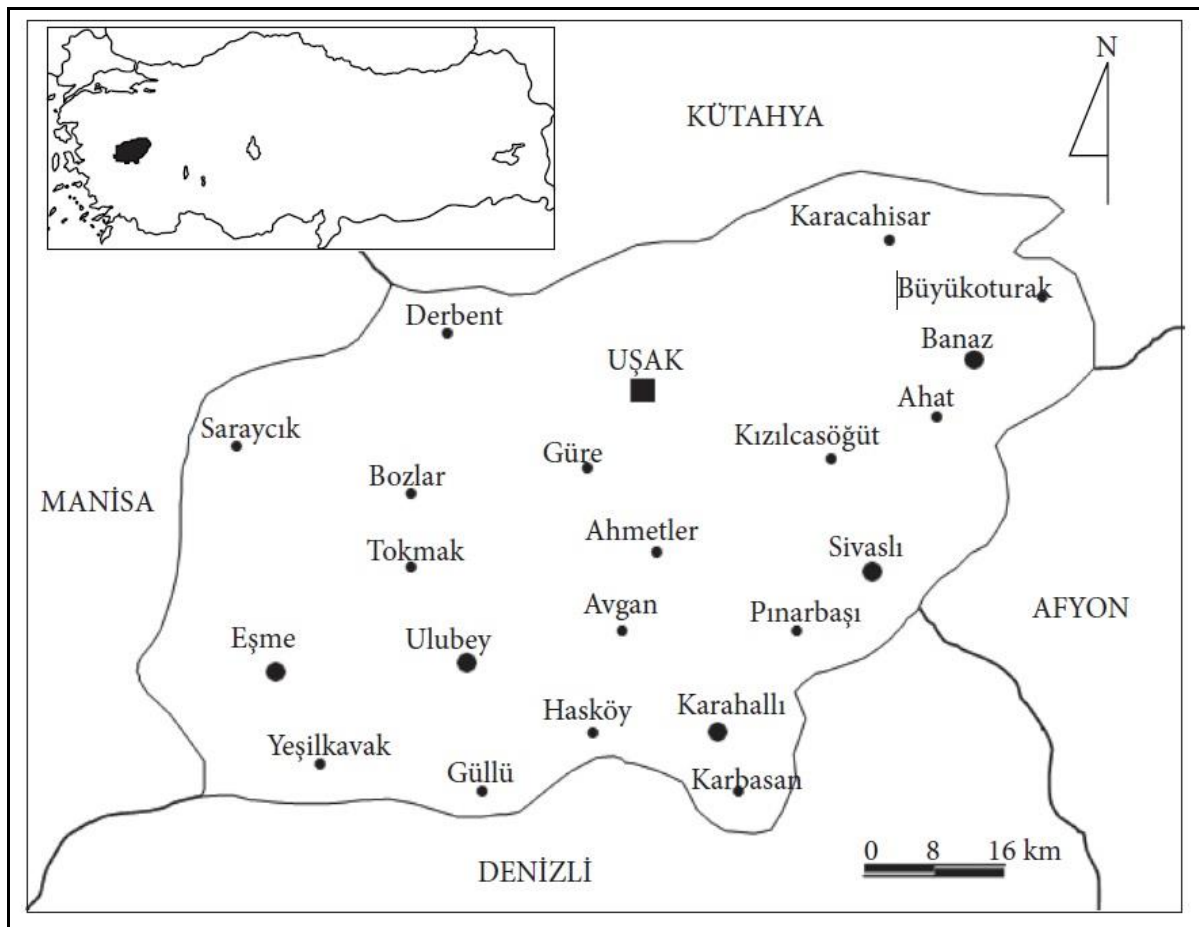 N
KÜTAHYA
Karacahisar
Büyükoturak
Derbent
Banaz
UŞAK
Ahat
Saraycık
Kızılcasöğüt
Güre
Bozlar
MANİSA
Ahmetler
Sivaslı
Tokmak
Avgan
Pınarbaşı
AFYON
Eşme
Ulubey
Hasköy
Karahallı
Yeşilkavak
Güllü
Karbasan
0 8 16 km
DENİZLİ